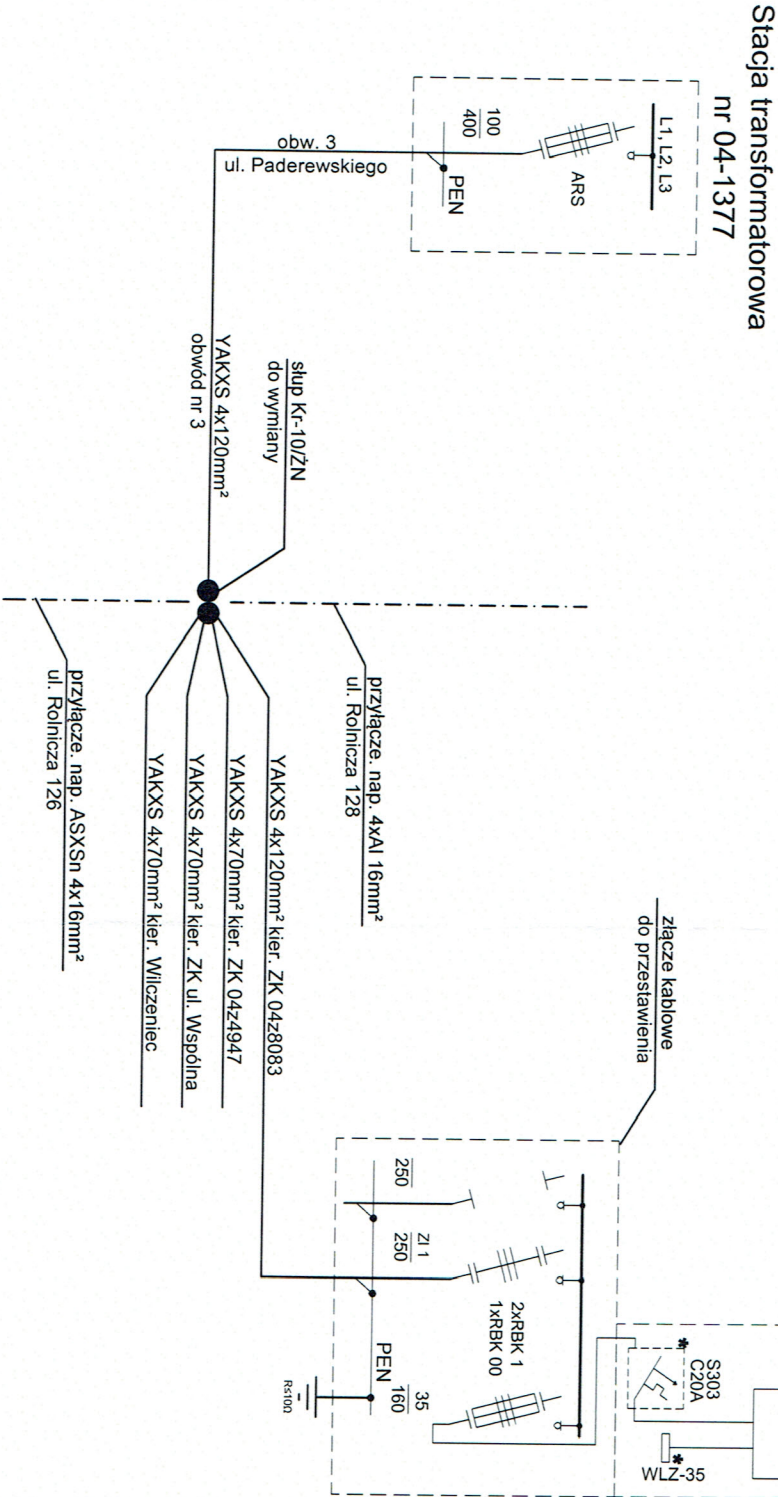 Stacja transformatorowa
nr 04-1377
L1, L2, L3
ARS
100
400
PEN
obw. 3
ul. Paderewskiego
YAKXS 4x120mm²
obwód nr 3
słup Kr-10/ŻN
do wymiany
przyłącze. nap. 4xAl 16mm²
ul. Rolnicza 128
YAKXS 4x120mm² kier. ZK 04z8083
YAKXS 4x70mm² kier. ZK 04z4947
YAKXS 4x70mm² kier. ZK ul. Wspólna
YAKXS 4x70mm² kier. Wilczeniec
przyłącze. nap. ASXSn 4x16mm²
ul. Rolnicza 126
złącze kablowe
do przestawienia
250
ZI 1
250
2xRBK 1
1xRBK 00
PEN
35
160
R≤10Ω
S303
C20A
*
*
WLZ-35